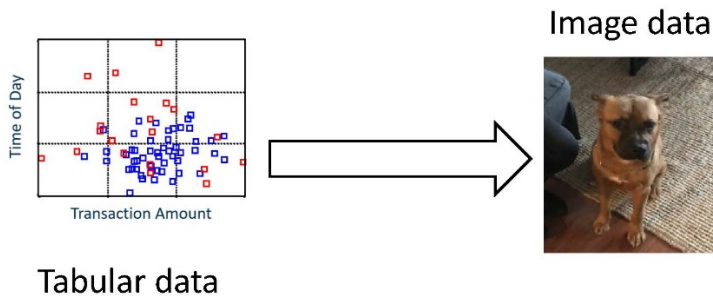 Image data
Time of Day
Transaction Amount
Tabular data